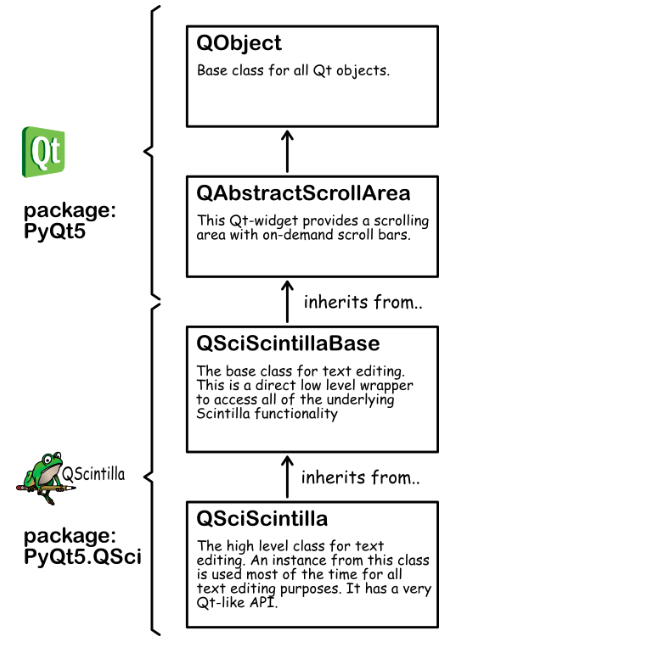 QObject
Base class for all Qt objects.
Qt
package:
PyQt5
QAbstractScrollArea
This Qt-widget provides a scrolling
area with on-demand scroll bars.
inherits from..
QSciScintillaBase
The base class for text editing.
This is a direct low level wrapper
to access all of the underlying
Scintilla functionality
QScintilla
inherits from..
package:
PyQt5.QSci
QSciScintilla
The high level class for text
editing. An instance from this class
is used most of the time for all
text editing purposes. It has a very
Qt-like API.